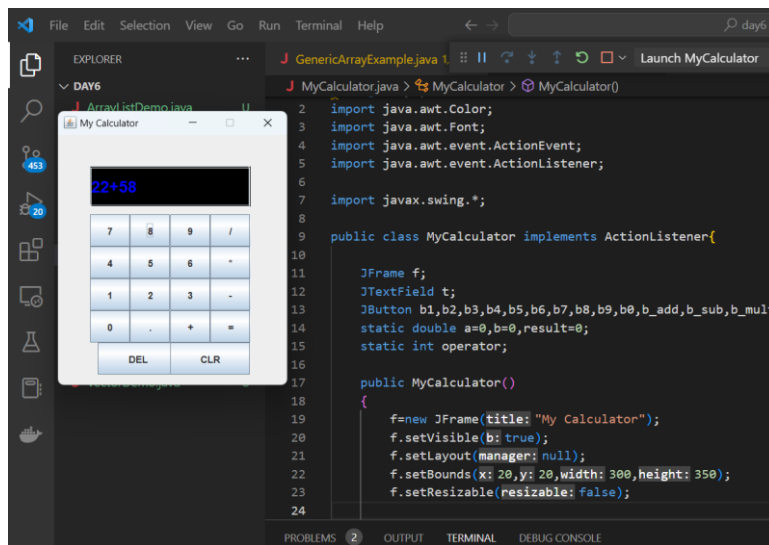 File Edit Selection View Go Run Terminal Help
day6
EXPLORER
DAY6
ArrayListDemo.java U
453
20
GenericArrayExample.java
Launch MyCalculator
MyCalculator.java > MyCalculator > MyCalculator()
My Calculator
22+58
7 8 9 /
4 5 6 *
1 2 3 -
0 . + =
DEL CLR
2 import java.awt.Color;
3 import java.awt.Font;
4 import java.awt.event.ActionEvent;
5 import java.awt.event.ActionListener;
6
7 import javax.swing.*;
8
9 public class MyCalculator implements ActionListener{
10
11 JFrame f;
12 JTextField t;
13 JButton b1,b2,b3,b4,b5,b6,b7,b8,b9,b0,b_add,b_sub,b_mul
14 static double a=0,b=0,result=0;
15 static int operator;
16
17 public MyCalculator()
18 {
19 f=new JFrame(title:"My Calculator");
20 f.setVisible(b:true);
21 f.setLayout(manager:null);
22 f.setBounds(x:20,y:20,width:300,height:350);
23 f.setResizable(resizable:false);
24
PROBLEMS 2 OUTPUT TERMINAL DEBUG CONSOLE